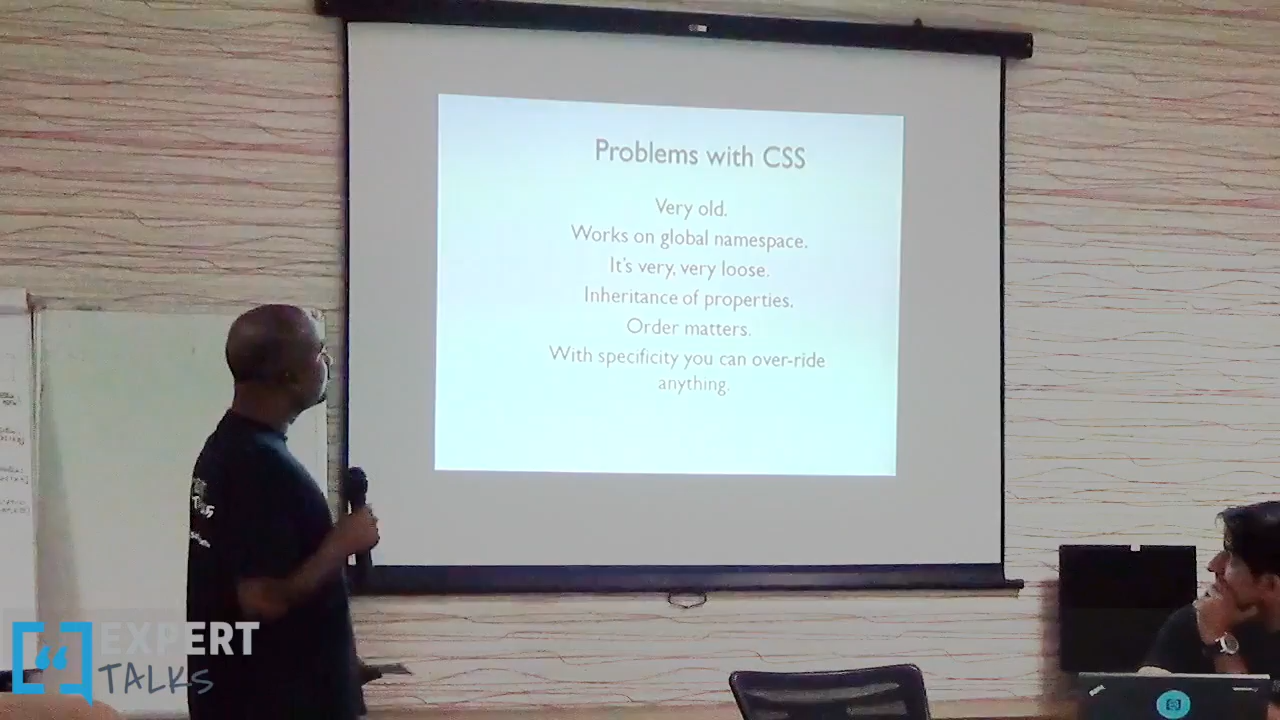 Problems with CSS
Very old.
Works on global namespace.
It's very, very loose.
Inheritance of properties.
Order matters.
With specificity you can over-ride
anything.
EXPERT
TALKS